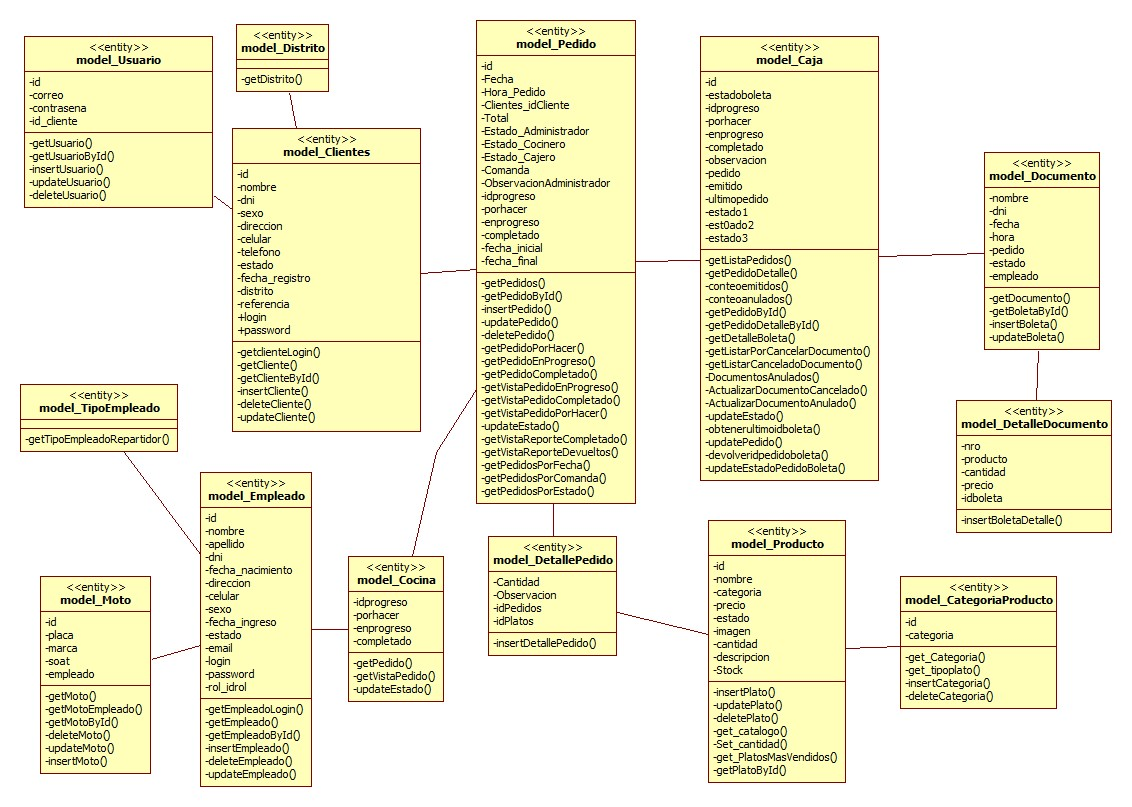 <<entity>>
model_Usuario
-id
-correo
-contrasena
-id_cliente
-getUsuario()
-getUsuarioById()
-insertUsuario()
-updateUsuario()
-deleteUsuario()
<<entity>>
model_Distrito
-getDistrito()
<<entity>>
model_Clientes
-id
-nombre
-dni
-sexo
-direccion
-celular
-telefono
-estado
-fecha_registro
-distrito
-referencia
+login
+password
-getclienteLogin()
-getCliente()
-getClienteById()
-insertCliente()
-deleteCliente()
-updateCliente()
<<entity>>
model_Pedido
-id
-Fecha
-Hora_Pedido
-Clientes_idCliente
-Total
-Estado_Administrador
-Estado_Cocinero
-Estado_Cajero
-Comanda
-ObservacionAdministrador
-idprogreso
-porhacer
-enprogreso
-completado
-fecha_inicial
-fecha_final
-getPedidos()
-getPedidoById()
-insertPedido()
-updatePedido()
-deletePedido()
-getPedidoPorHacer()
-getPedidoEnProgreso()
-getPedidoCompletado()
-getVistaPedidoEnProgreso()
-getVistaPedidoCompletado()
-getVistaPedidoPorHacer()
-updateEstado()
-getVistaReporteCompletado()
-getVistaReporteDevueltos()
-getPedidosPorFecha()
-getPedidosPorComanda()
-getPedidosPorEstado()
<<entity>>
model_Caja
-id
-estadoboleta
-idprogreso
-porhacer
-enprogreso
-completado
-observacion
-pedido
-emitido
-ultimopedido
-estado1
-est0ado2
-estado3
-getListaPedidos()
-getPedidoDetalle()
-conteoemitidos()
-conteoanulados()
-getPedidoById()
-getPedidoDetalleById()
-getDetalleBoleta()
-getListarPorCancelarDocumento()
-getListarCanceladoDocumento()
-DocumentosAnulados()
-ActualizarDocumentoCancelado()
-ActualizarDocumentoAnulado()
-updateEstado()
-obtenerultimoidboleta()
-updatePedido()
-devolveridpedidoboleta()
-updateEstadoPedidoBoleta()
<<entity>>
model_Documento
-nombre
-dni
-fecha
-hora
-pedido
-estado
-empleado
-getDocumento()
-getBoletaById()
-insertBoleta()
-updateBoleta()
<<entity>>
model_TipoEmpleado
-getTipoEmpleadoRepartidor()
<<entity>>
model_DetalleDocumento
-nro
-producto
-cantidad
-precio
-idboleta
-insertBoletaDetalle()
<<entity>>
model_Empleado
-id
-nombre
-apellido
-dni
-fecha_nacimiento
-direccion
-celular
-sexo
-fecha_ingreso
-estado
-email
-login
-password
-rol_idrol
-getEmpleadoLogin()
-getEmpleado()
-getEmpleadoById()
-insertEmpleado()
-deleteEmpleado()
-updateEmpleado()
<<entity>>
model_Moto
-id
-placa
-marca
-soat
-empleado
-getMoto()
-getMotoEmpleado()
-getMotoById()
-deleteMoto()
-updateMoto()
-insertMoto()
<<entity>>
model_Cocina
-idprogreso
-porhacer
-enprogreso
-completado
-getPedido()
-getVistaPedido()
-updateEstado()
<<entity>>
model_DetallePedido
-Cantidad
-Observacion
-idPedidos
-idPlatos
-insertDetallePedido()
<<entity>>
model_Producto
-id
-nombre
-categoria
-precio
-estado
-imagen
-cantidad
-descripcion
-Stock
-insertPlato()
-updatePlato()
-deletePlato()
-get_catalogo()
-Set_cantidad()
-get_PlatosMasVendidos()
-getPlatoById()
<<entity>>
model_CategoriaProducto
-id
-categoria
-get_Categoria()
-get_tipoplato()
-insertCategoria()
-deleteCategoria()